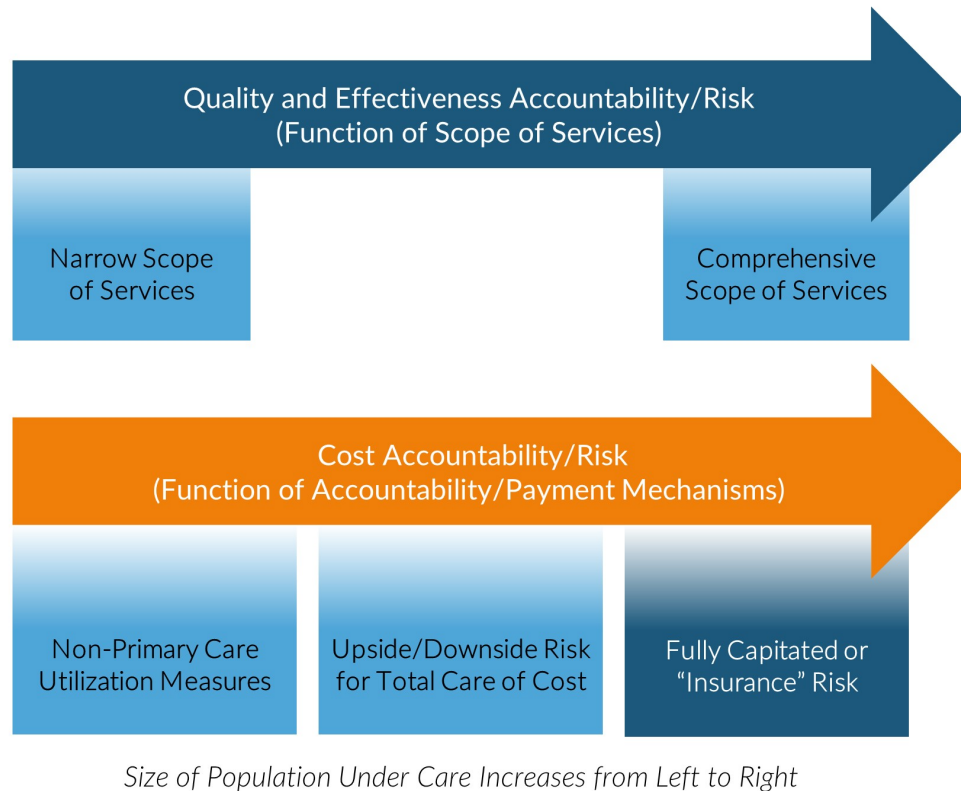 Quality and Effectiveness Accountability/Risk
(Function of Scope of Services)
Narrow Scope
of Services
Comprehensive
Scope of Services
Cost Accountability/Risk
(Function of Accountability/Payment Mechanisms)
Non-Primary Care
Utilization Measures
Upside/Downside Risk
for Total Care of Cost
Fully Capitated or
“Insurance” Risk
Size of Population Under Care Increases from Left to Right